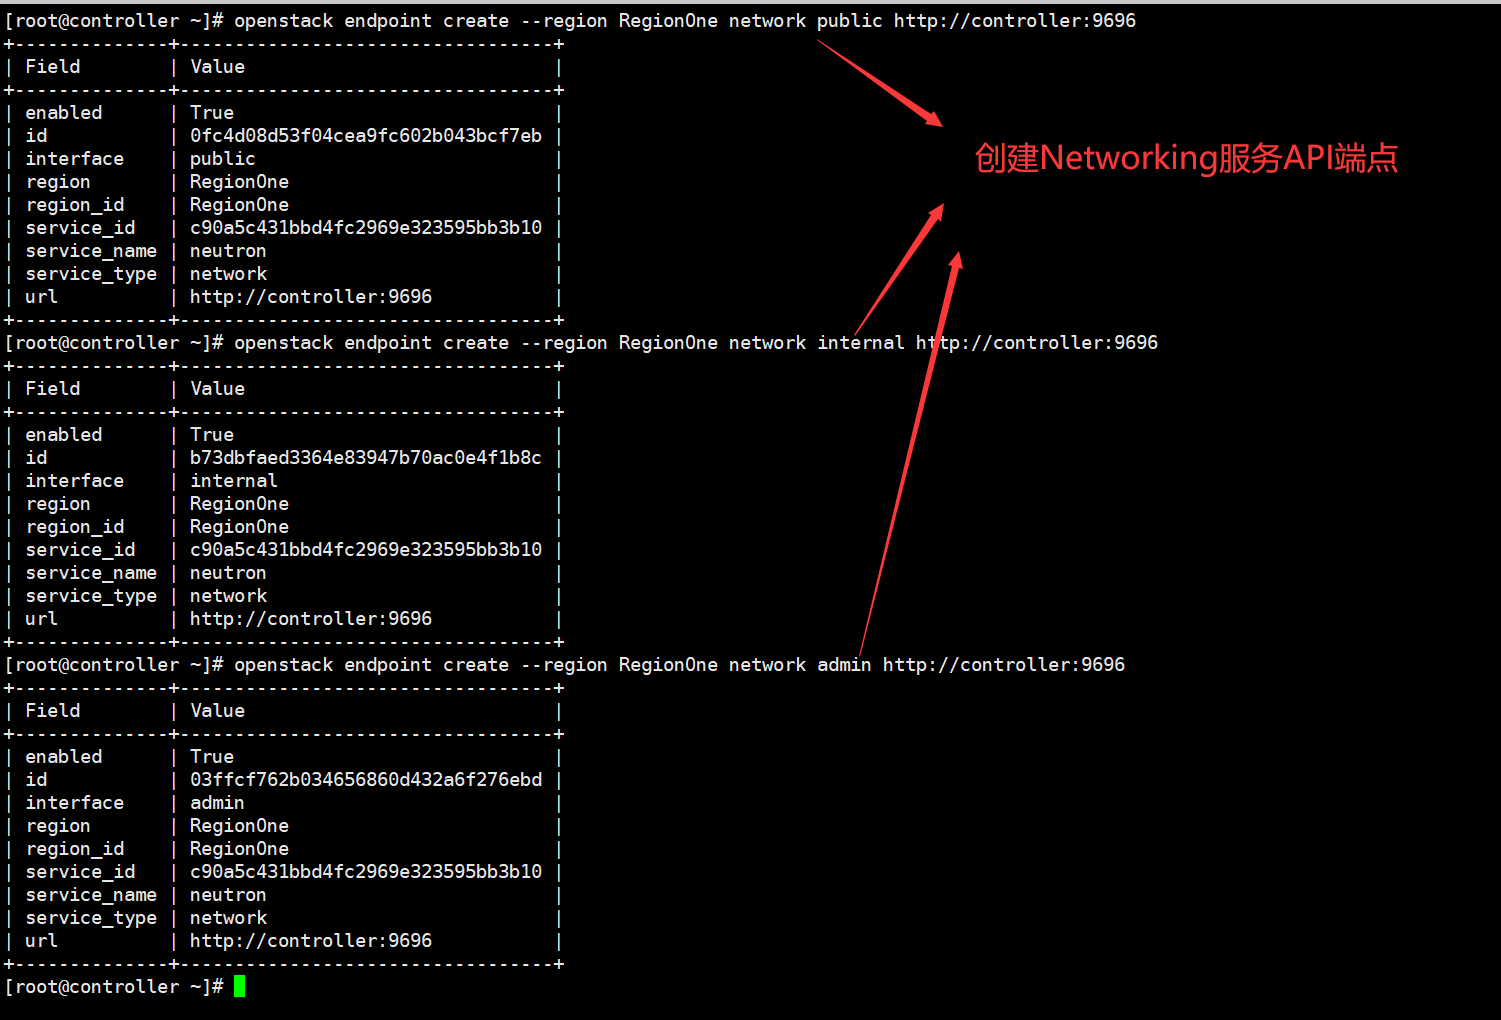 [root@controller ~]# openstack endpoint create --region RegionOne network public http://controller:9696
+--------------+----------------------------------+
| Field        | Value                            |
+--------------+----------------------------------+
| enabled      | True                             |
| id           | 0fc4d08d53f04cea9fc602b043bcf7eb |
| interface    | public                           |
创建Networking服务API端点
| region       | RegionOne                        |
| region_id    | RegionOne                        |
| service_id   | c90a5c431bbd4fc2969e323595bb3b10 |
| service_name | neutron                          |
| service_type | network                          |
| url          | http://controller:9696           |
+--------------+----------------------------------+
[root@controller ~]# openstack endpoint create --region RegionOne network internal http://controller:9696
+--------------+----------------------------------+
| Field        | Value                            |
+--------------+----------------------------------+
| enabled      | True                             |
| id           | b73dbfaed3364e83947b70ac0e4f1b8c |
| interface    | internal                         |
| region       | RegionOne                        |
| region_id    | RegionOne                        |
| service_id   | c90a5c431bbd4fc2969e323595bb3b10 |
| service_name | neutron                          |
| service_type | network                          |
| url          | http://controller:9696           |
+--------------+----------------------------------+
[root@controller ~]# openstack endpoint create --region RegionOne network admin http://controller:9696
+--------------+----------------------------------+
| Field        | Value                            |
+--------------+----------------------------------+
| enabled      | True                             |
| id           | 03ffcf762b034656860d432a6f276ebd |
| interface    | admin                            |
| region       | RegionOne                        |
| region_id    | RegionOne                        |
| service_id   | c90a5c431bbd4fc2969e323595bb3b10 |
| service_name | neutron                          |
| service_type | network                          |
| url          | http://controller:9696           |
+--------------+----------------------------------+
[root@controller ~]#